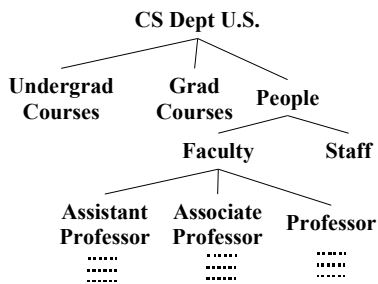 CS Dept U.S.
Undergrad
Courses
Grad
Courses
People
Faculty
Staff
Assistant
Professor
Associate
Professor
Professor